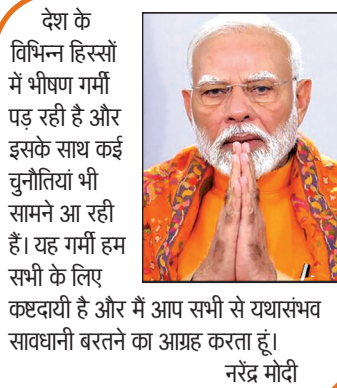 देश के
विभिन्न हिस्सों
में भीषण गर्मी
पड़ रही है और
इसके साथ कई
चुनौतियां भी
सामने आ रही
हैं। यह गर्मी हम
सभी के लिए
कष्टदायी है और मैं आप सभी से यथासंभव
सावधानी बरतने का आग्रह करता हूं।
नरेंद्र मोदी